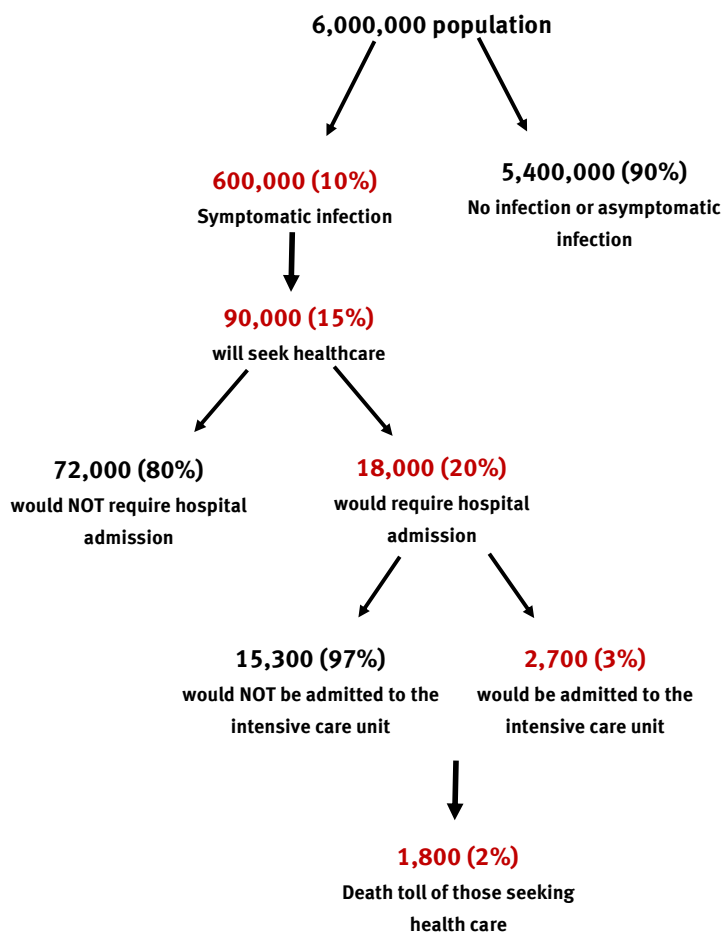 6,000,000 population
600,000 (10%)
Symptomatic infection
5,400,000 (90%)
No infection or asymptomatic
infection
90,000 (15%)
will seek healthcare
72,000 (80%)
would NOT require hospital
admission
18,000 (20%)
would require hospital
admission
15,300 (97%)
would NOT be admitted to the
intensive care unit
2,700 (3%)
would be admitted to the
intensive care unit
1,800 (2%)
Death toll of those seeking
health care